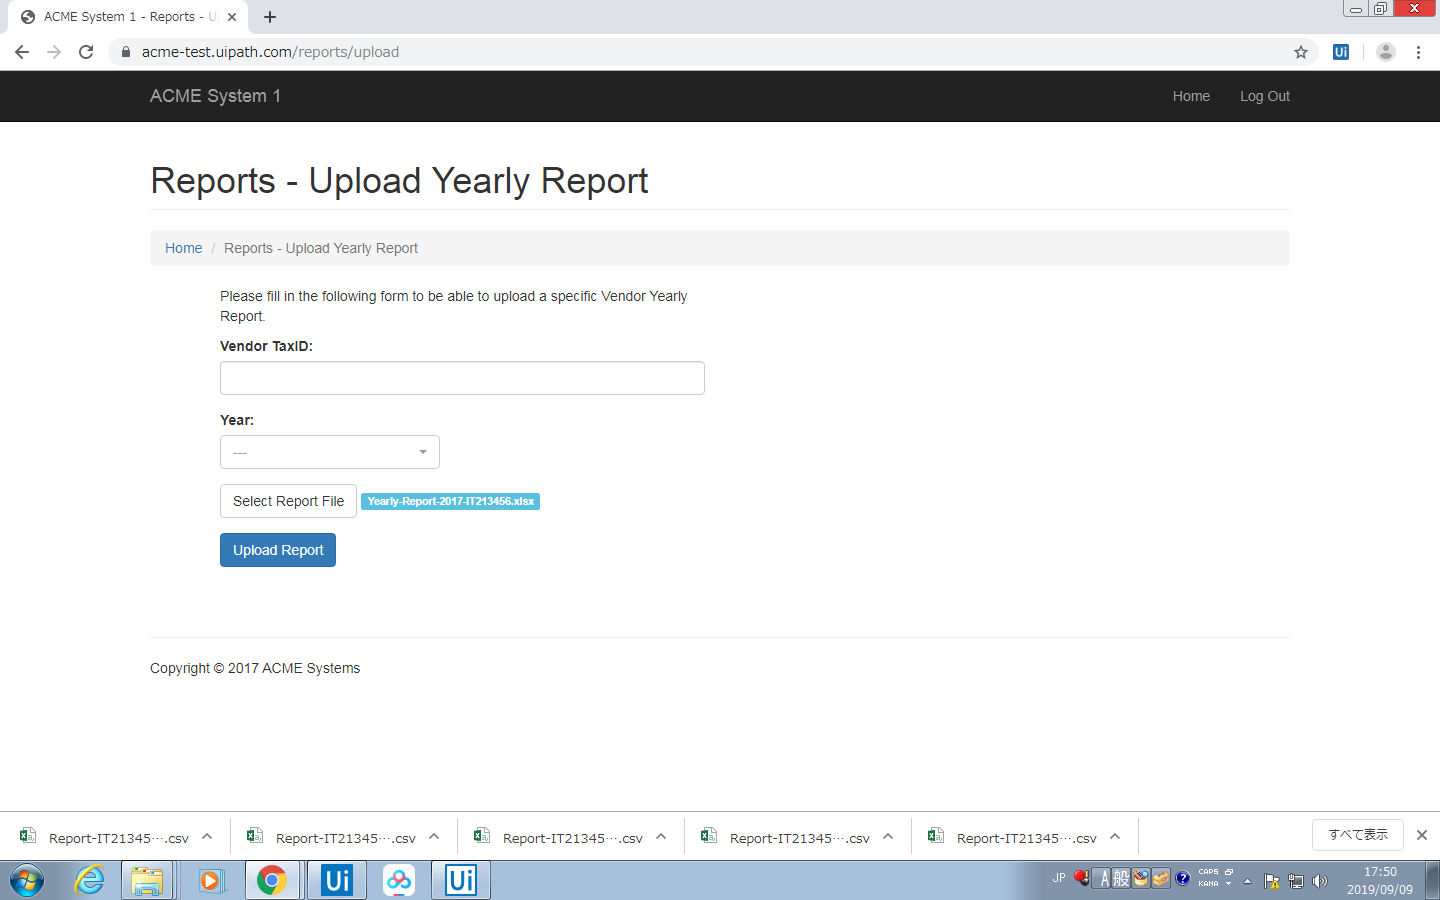 ACME System 1 - Reports - U
acme-test.uipath.com/reports/upload
Ui
ACME System 1
Home
Log Out
Reports - Upload Yearly Report
Home / Reports - Upload Yearly Report
Please fill in the following form to be able to upload a specific Vendor Yearly
Report.
Vendor TaxID:
Year:
---
Select Report File
Yearly-Report-2017-IT213456.xlsx
Upload Report
Copyright © 2017 ACME Systems
Report-IT21345….csv
Report-IT21345….csv
Report-IT21345….csv
Report-IT21345….csv
Report-IT21345….csv
すべて表示
Ui
Ui
JP
A般
CAPS
KANA
17:50
2019/09/09